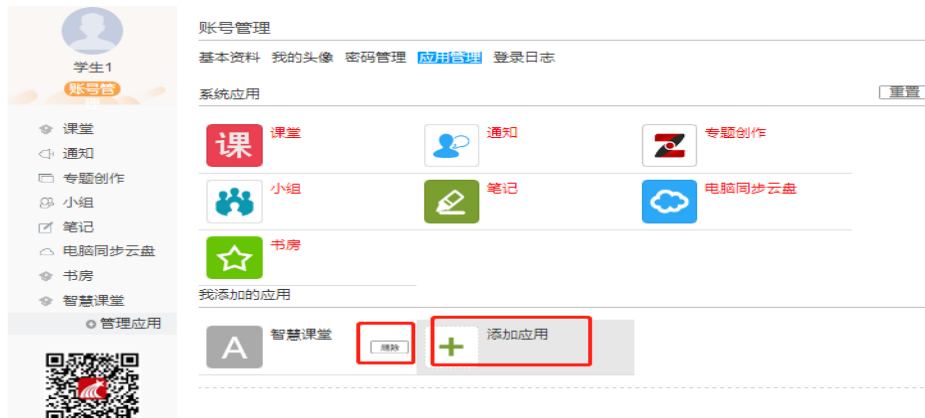 学生1
账号管
课堂
通知
专题创作
小组
笔记
电脑同步云盘
书房
智慧课堂
管理应用
账号管理
基本资料 我的头像 密码管理 应用管理 登录日志
系统应用 重置
课 课堂 通知 专题创作
小组 笔记 电脑同步云盘
书房
我添加的应用
A 智慧课堂 删除 添加应用